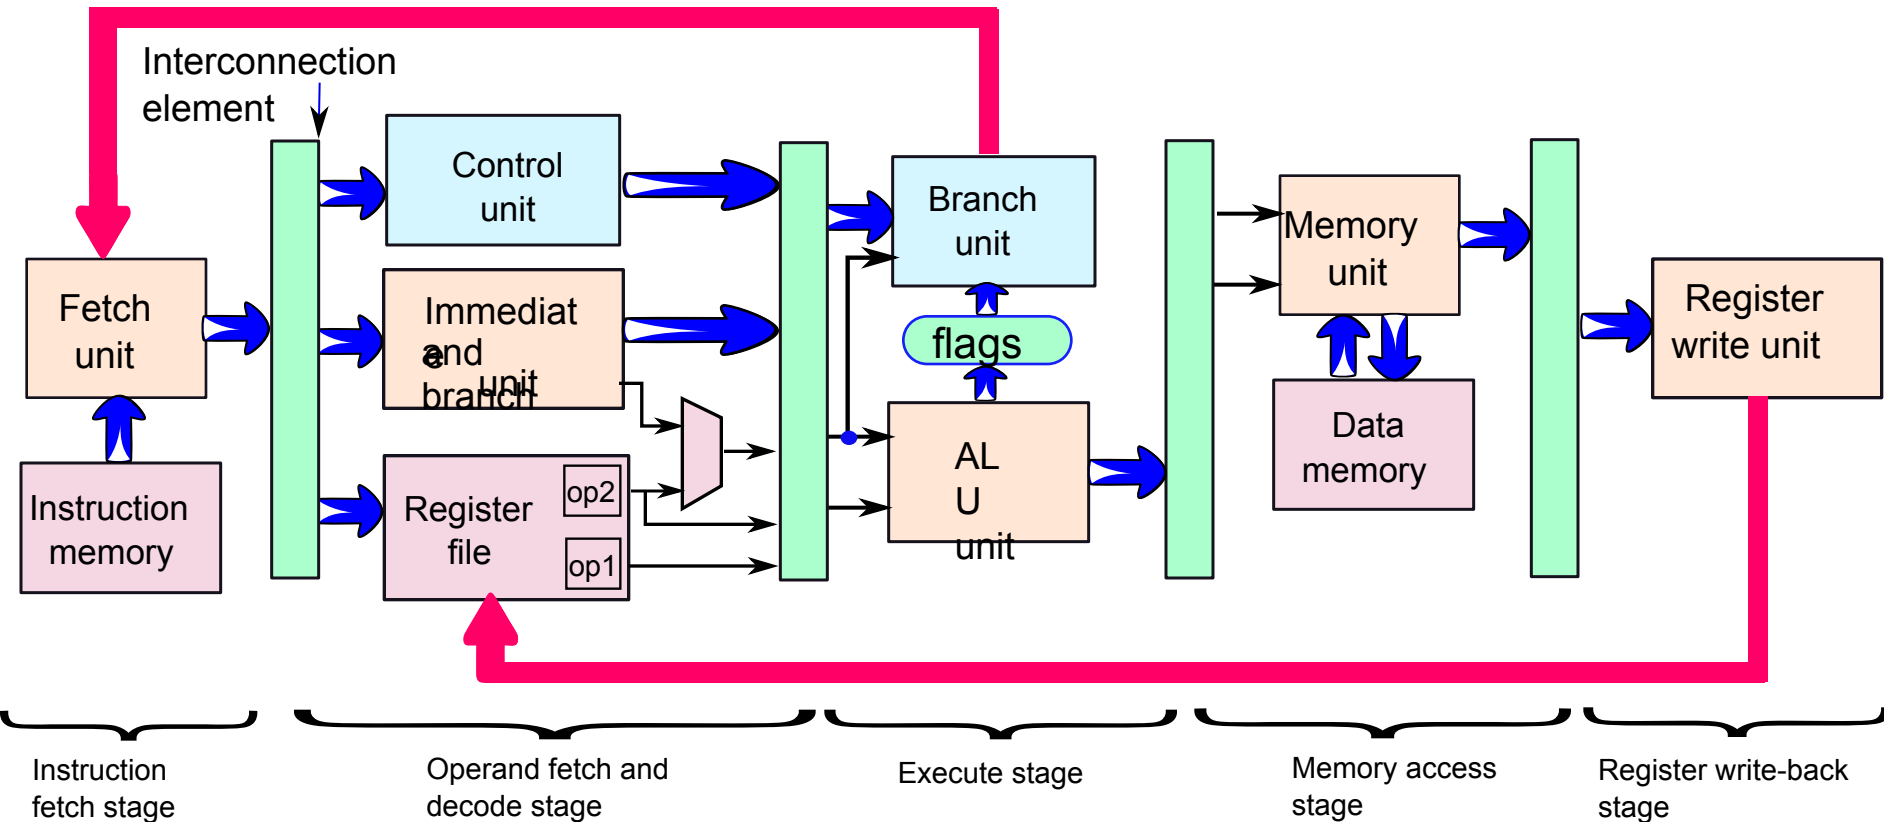 Interconnection
element
Control
unit
Branch
unit
Memory
unit
Fetch
unit
Immediat
e
and
branch
unit
flags
Register
write unit
Instruction
memory
Register
file
op2
op1
AL
U
unit
Data
memory
Instruction
fetch stage
Operand fetch and
decode stage
Execute stage
Memory access
stage
Register write-back
stage